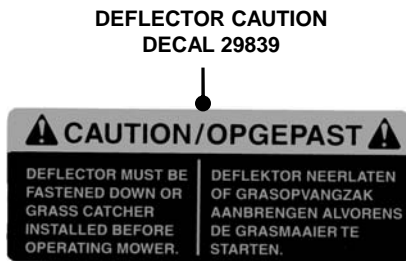 DEFLECTOR CAUTION
DECAL 29839
CAUTION/OPGEPAST
DEFLECTOR MUST BE
FASTENED DOWN OR
GRASS CATCHER
INSTALLED BEFORE
OPERATING MOWER.
DEFLEKTOR NEERLATEN
OF GRASOPVANGZAK
AANBRENGEN ALVORENS
DE GRASMAAIER TE
STARTEN.